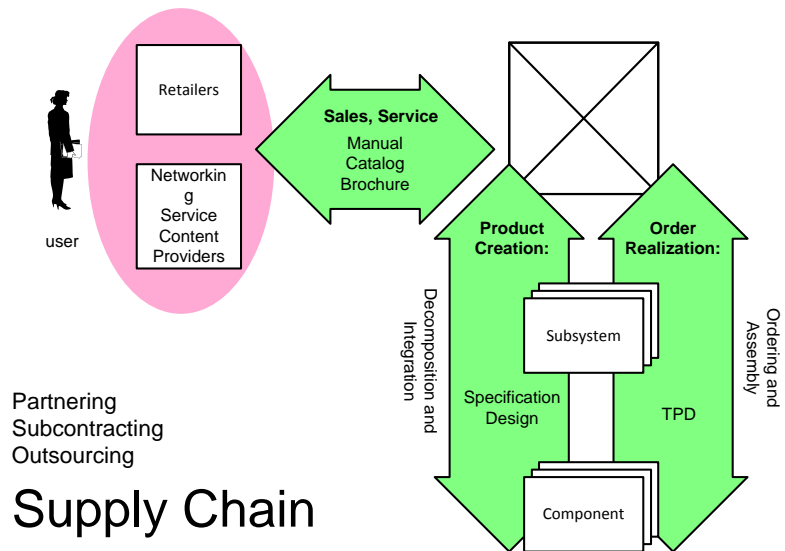 Retailers
Networkin
g
Service
Content
Providers
user
Sales, Service
Manual
Catalog
Brochure
Product
Creation:
Order
Realization:
Decomposition and
Integration
Subsystem
Ordering and
Assembly
Specification
Design
TPD
Component
Partnering
Subcontracting
Outsourcing
Supply Chain